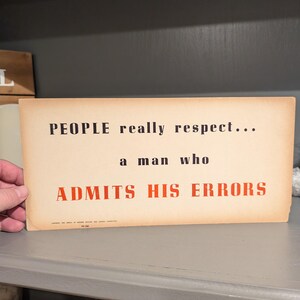 L
PEOPLE really respect...
a man who
ADMITS HIS ERRORS